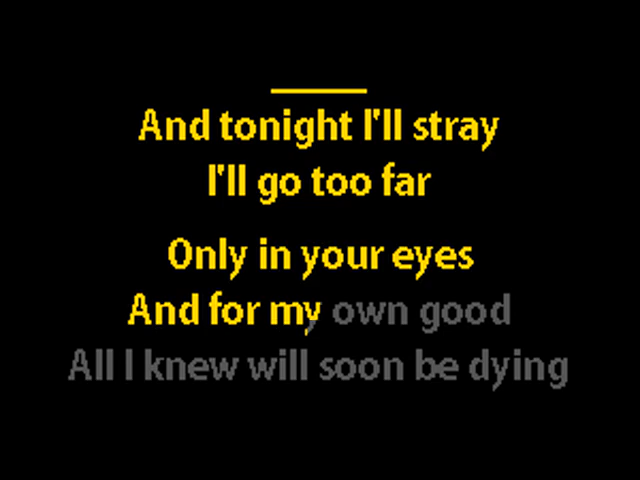 And tonight I'll stray
I'll go too far
Only in your eyes
And for my own good
All I knew will soon be dying